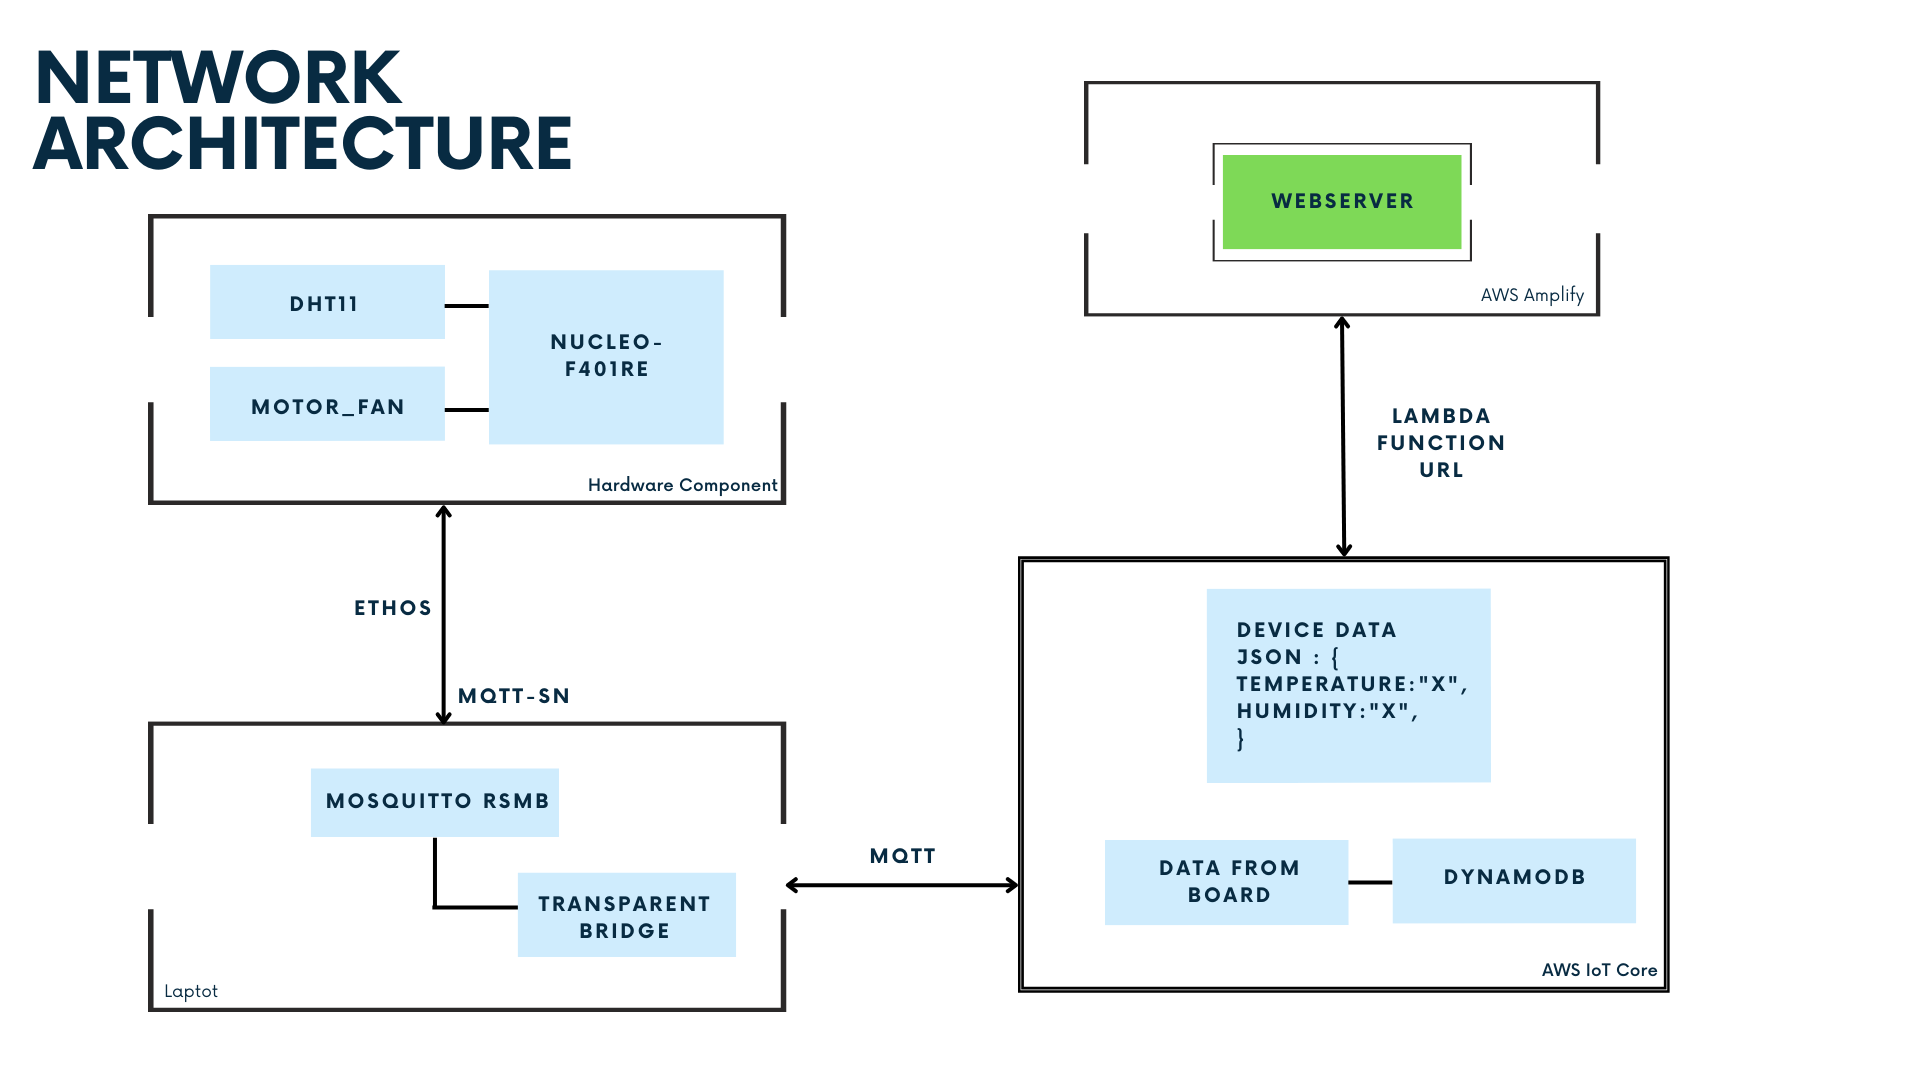 NETWORK
ARCHITECTURE
DHT11
MOTOR_FAN
NUCLEO-
F401RE
Hardware Component
ETHOS
MQTT-SN
MOSQUITTO RSMB
TRANSPARENT
BRIDGE
Laptot
MQTT
WEBSERVER
AWS Amplify
LAMBDA
FUNCTION
URL
DEVICE DATA
JSON : {
TEMPERATURE:"X",
HUMIDITY:"X",
}
DATA FROM
BOARD
DYNAMODB
AWS IoT Core